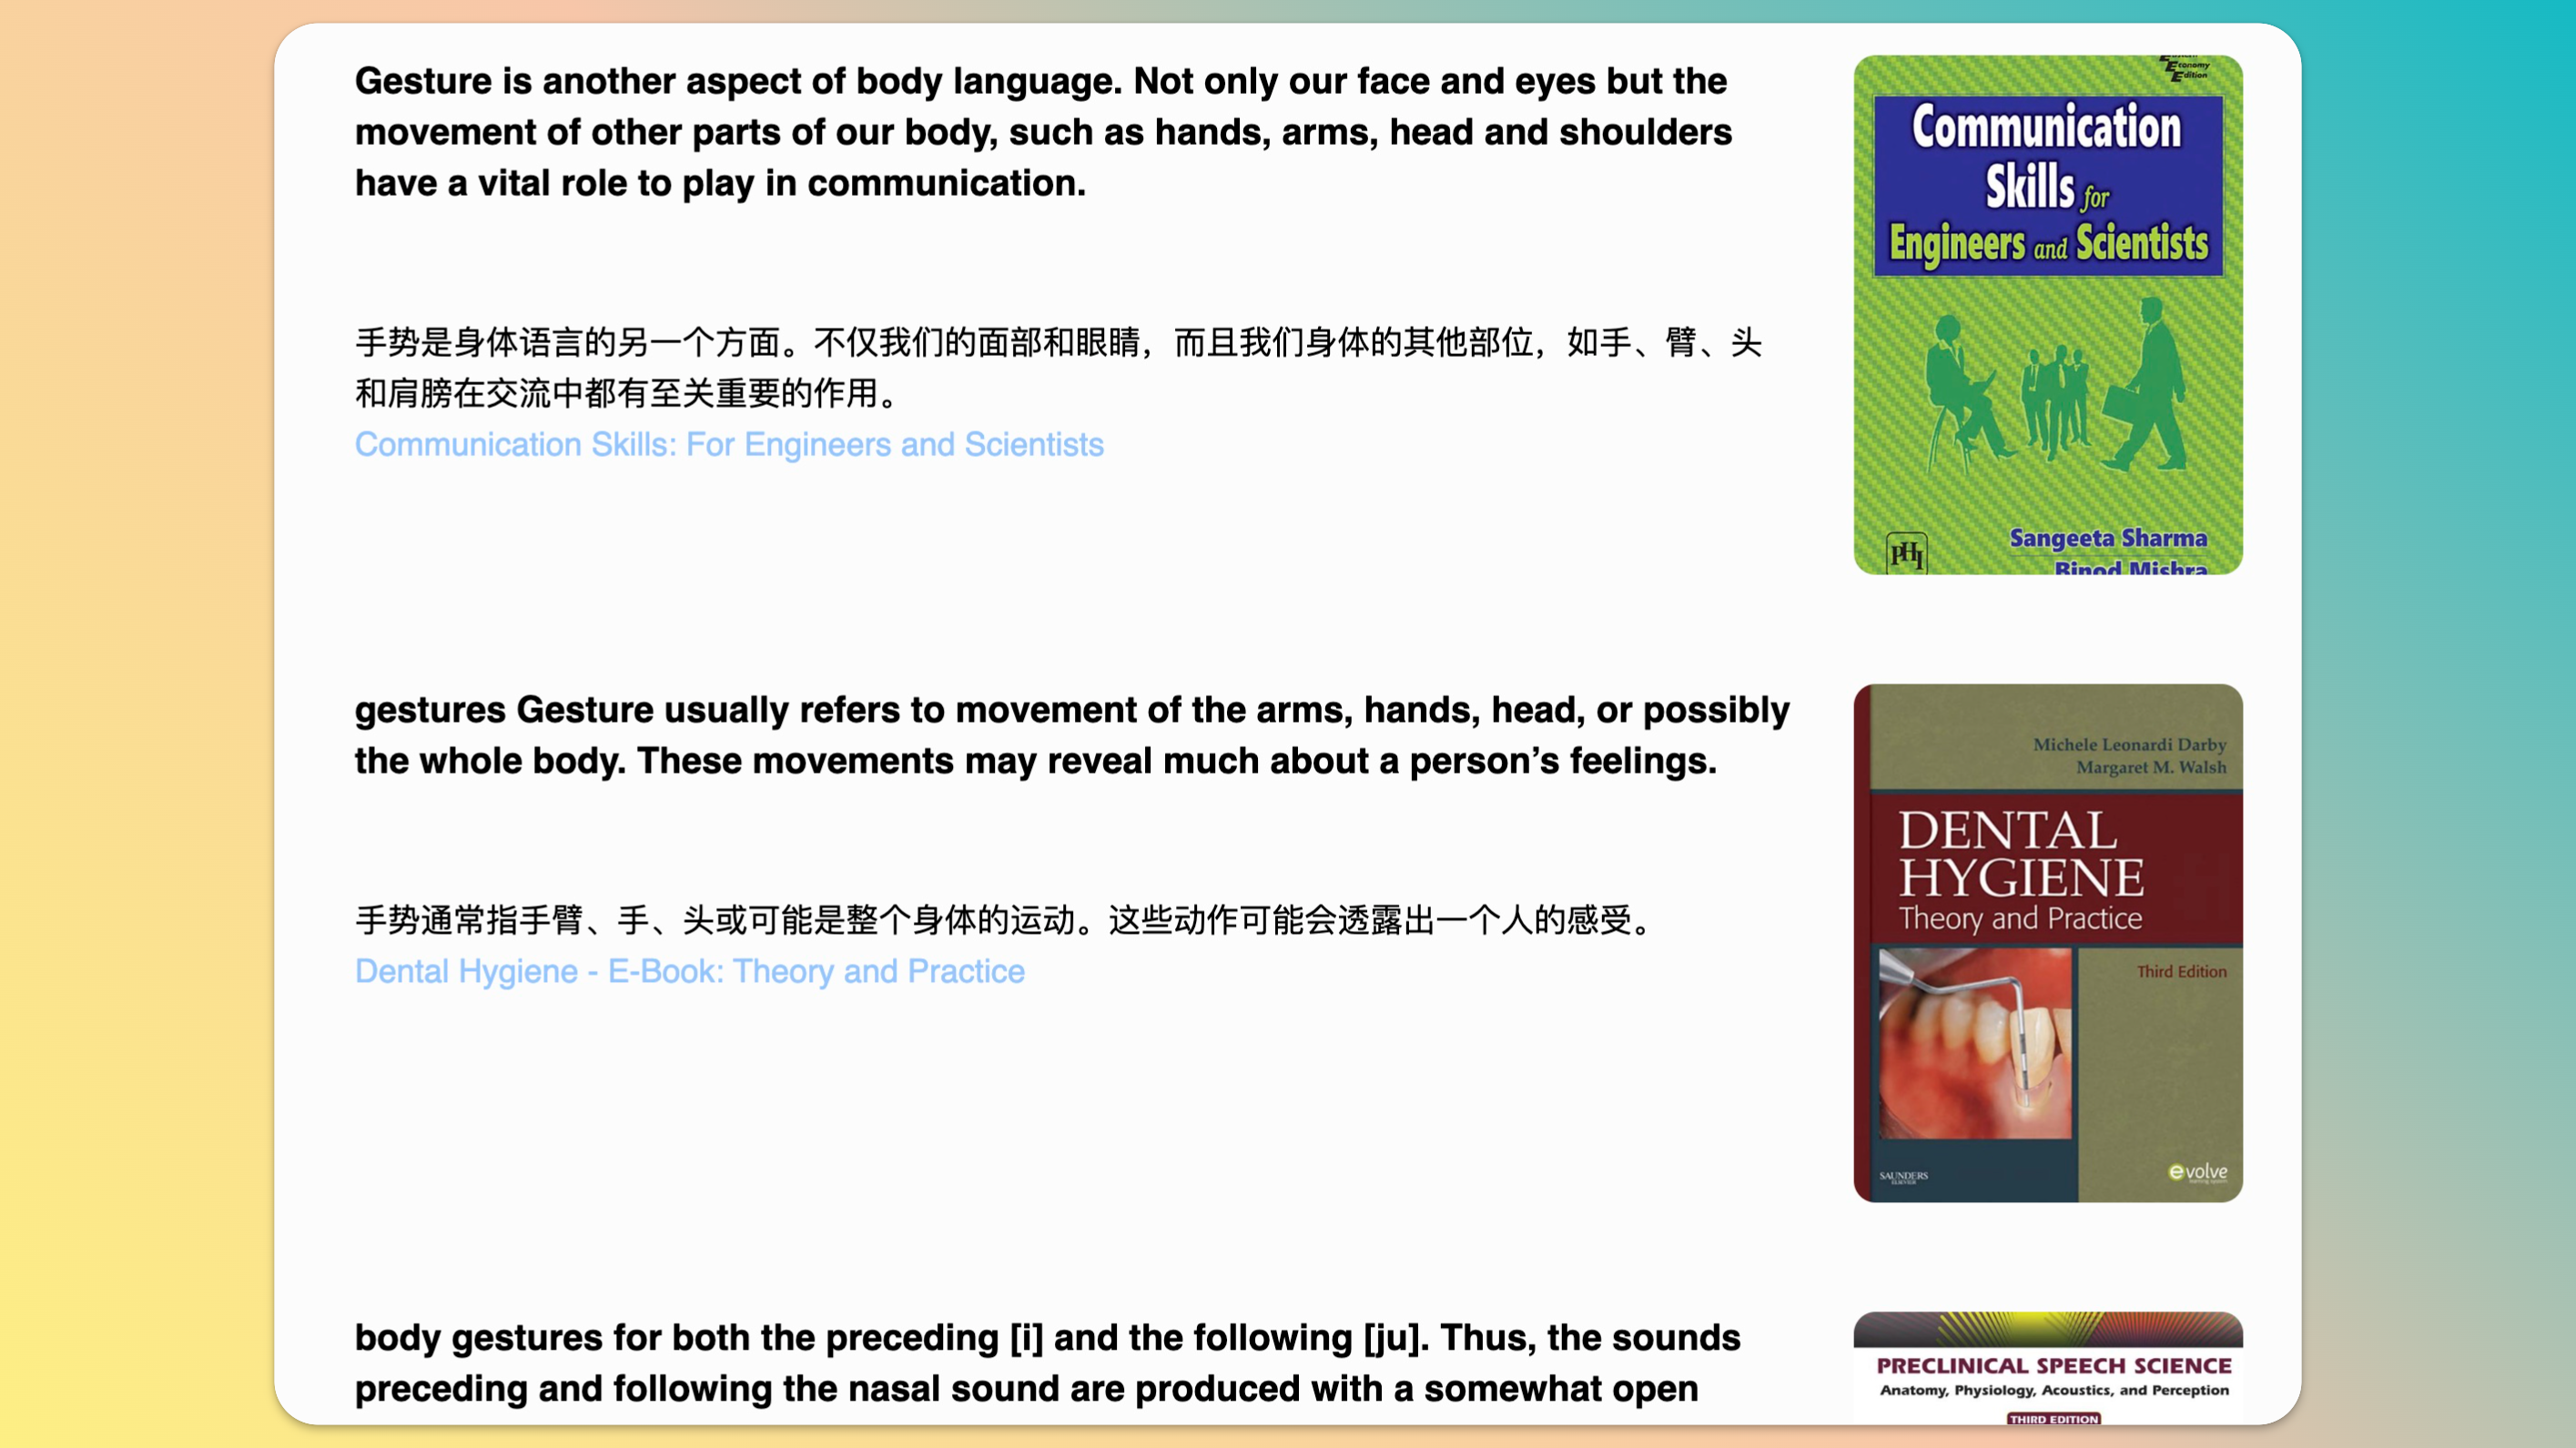 Gesture is another aspect of body language. Not only our face and eyes but the
movement of other parts of our body, such as hands, arms, head and shoulders
have a vital role to play in communication.
手势是身体语言的另一个方面。不仅我们的面部和眼睛，而且我们身体的其他部位，如手、臂、头
和肩膀在交流中都有至关重要的作用。
Communication Skills: For Engineers and Scientists
Economy
Edition
Communication
Skills for
Engineers and Scientists
PHI
Sangeeta Sharma
Binod Mishra
gestures Gesture usually refers to movement of the arms, hands, head, or possibly
the whole body. These movements may reveal much about a person’s feelings.
手势通常指手臂、手、头或可能是整个身体的运动。这些动作可能会透露出一个人的感受。
Dental Hygiene - E-Book: Theory and Practice
Michele Leonardi Darby
Margaret M. Walsh
DENTAL
HYGIENE
Theory and Practice
Third Edition
SAUNDERS
ELSEVIER
evolve
body gestures for both the preceding [i] and the following [ju]. Thus, the sounds
preceding and following the nasal sound are produced with a somewhat open
PRECLINICAL SPEECH SCIENCE
Anatomy, Physiology, Acoustics, and Perception
THIRD EDITION